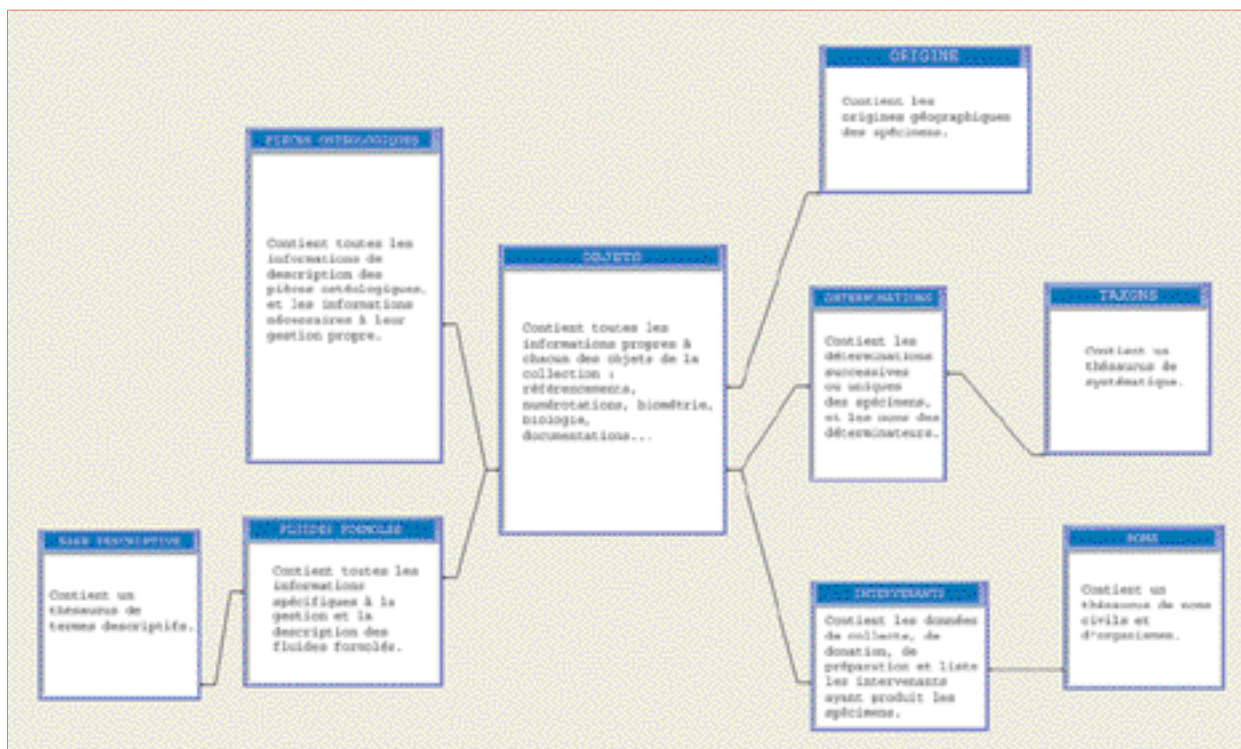 ORIGINE
Contient les
origines géographiques
des spécimens.
PIECES OSTEOLOGIQUES
Contient toutes les
informations de
description des
pièces ostéologiques,
et les informations
nécessaires à leur
gestion propre.
OBJETS
Contient toutes les
informations propres à
chacun des objets de la
collection :
référencements,
numérotations, biométrie,
biologie,
documentations...
DETERMINATIONS
Contient les
déterminations
successives
ou uniques
des spécimens,
et les noms des
déterminateurs.
TAXONS
Contient un
thésaurus de
systématique.
BASE DESCRIPTIVE
Contient un
thésaurus de
termes descriptifs.
FLUIDES FORMOLES
Contient toutes les
informations
spécifiques à la
gestion et la
description des
fluides formolés.
INTERVENANTS
Contient les données
de collecte, de
donation, de
préparation et liste
les intervenants
ayant produit les
spécimens.
NOMS
Contient un
thésaurus de noms
civils et
d'organismes.